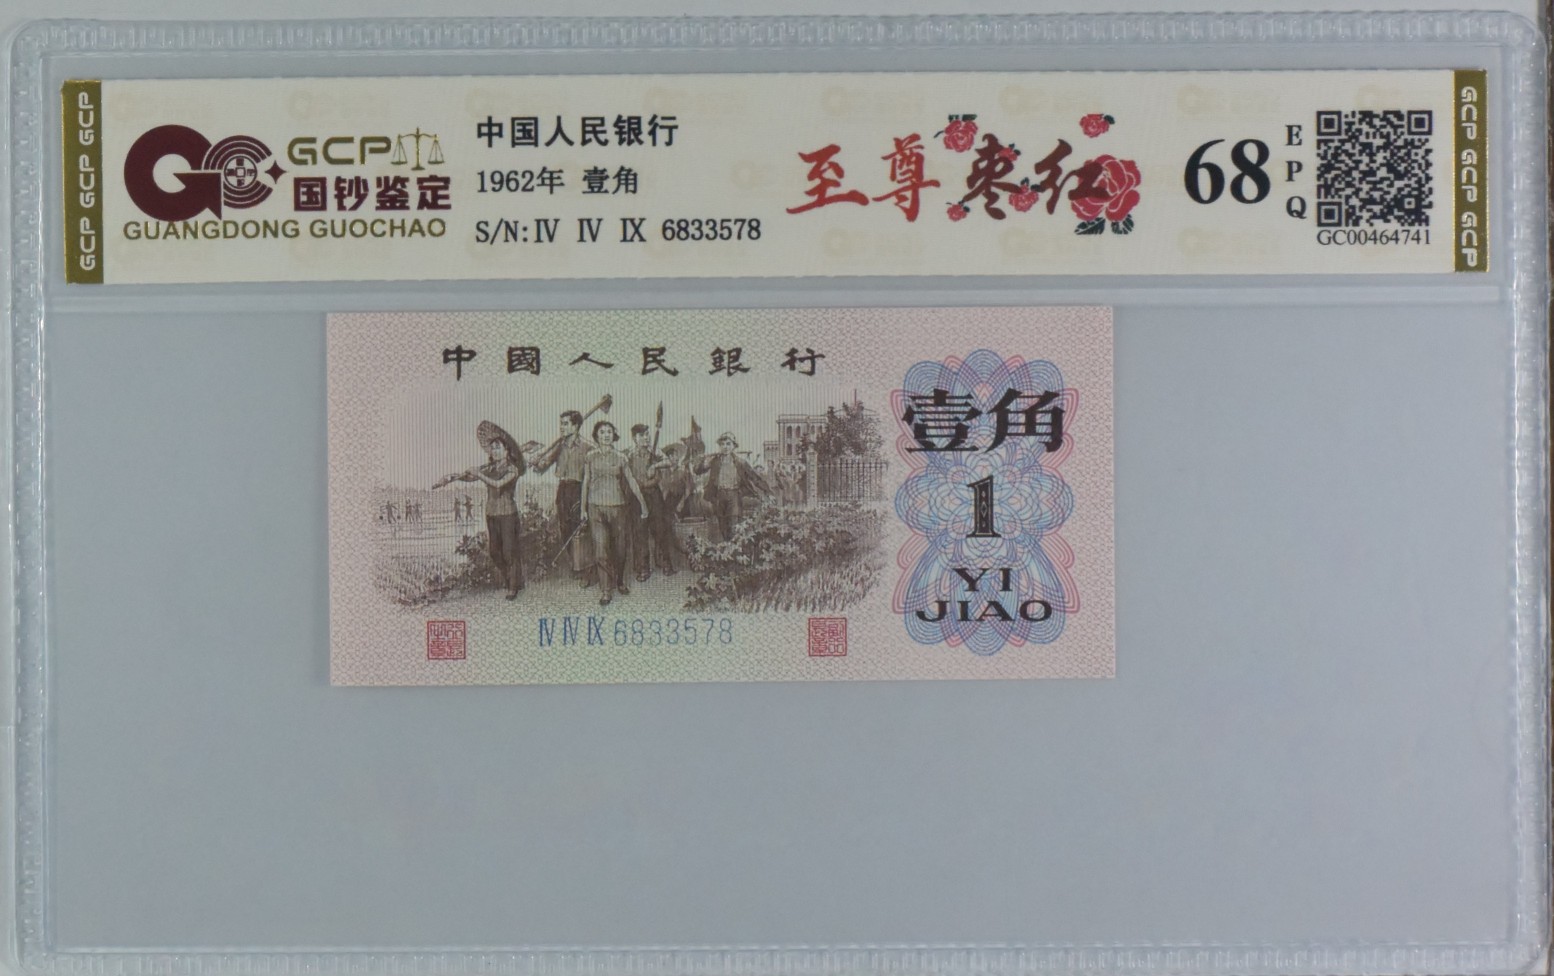 GCP GCP GCP
GCP
国钞鉴定
GUANGDONG GUOCHAO
中国人民银行
1962年 壹角
S/N: IV IV IX 6833578
至尊枣红
68
EPQ
GC00464741
GCP GCP GCP
中國人民銀行
壹角
1
YI
JIAO
IV IV IX 6833578